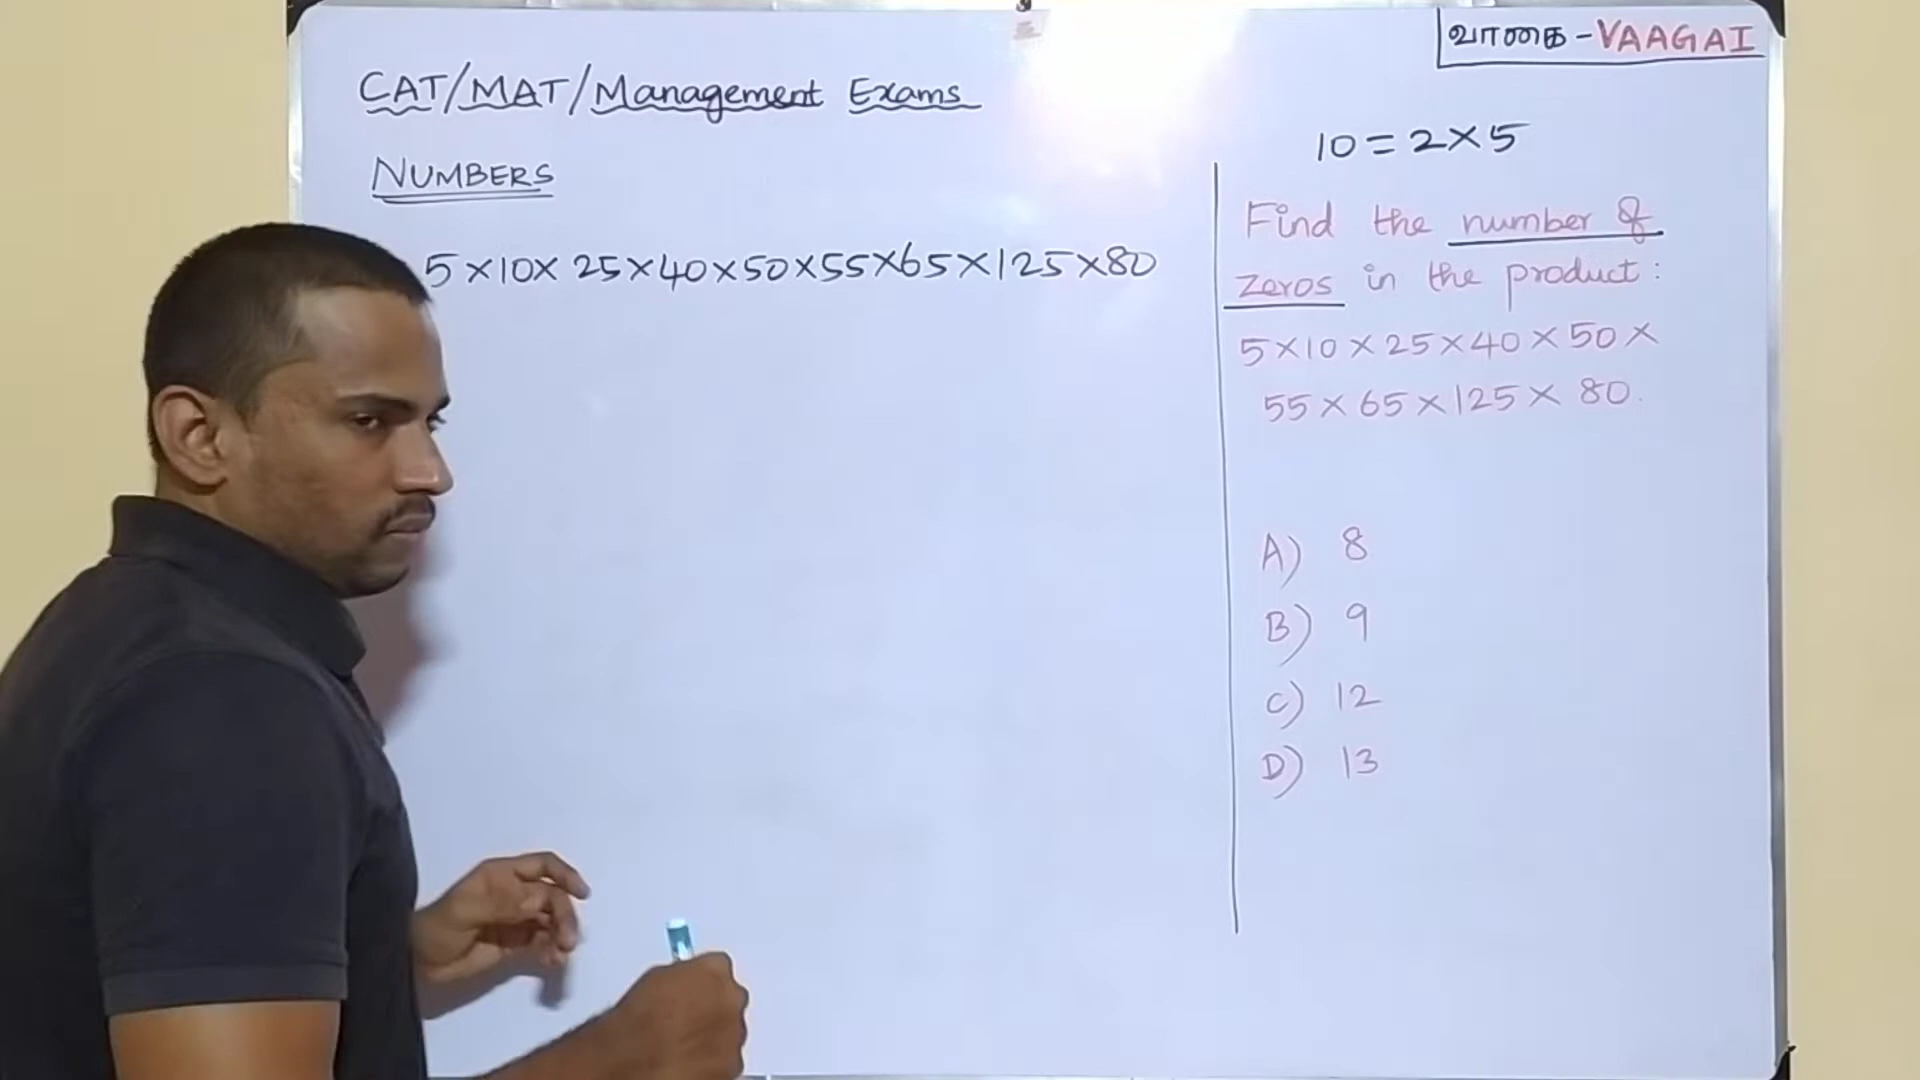 வாகை - VAAGAI
CAT/MAT/Management Exams
NUMBERS
5×10×25×40×50×55×65×125×80
10=2×5
Find the number of
zeros in the product:
5×10×25×40×50×
55×65×125×80.
A) 8
B) 9
C) 12
D) 13